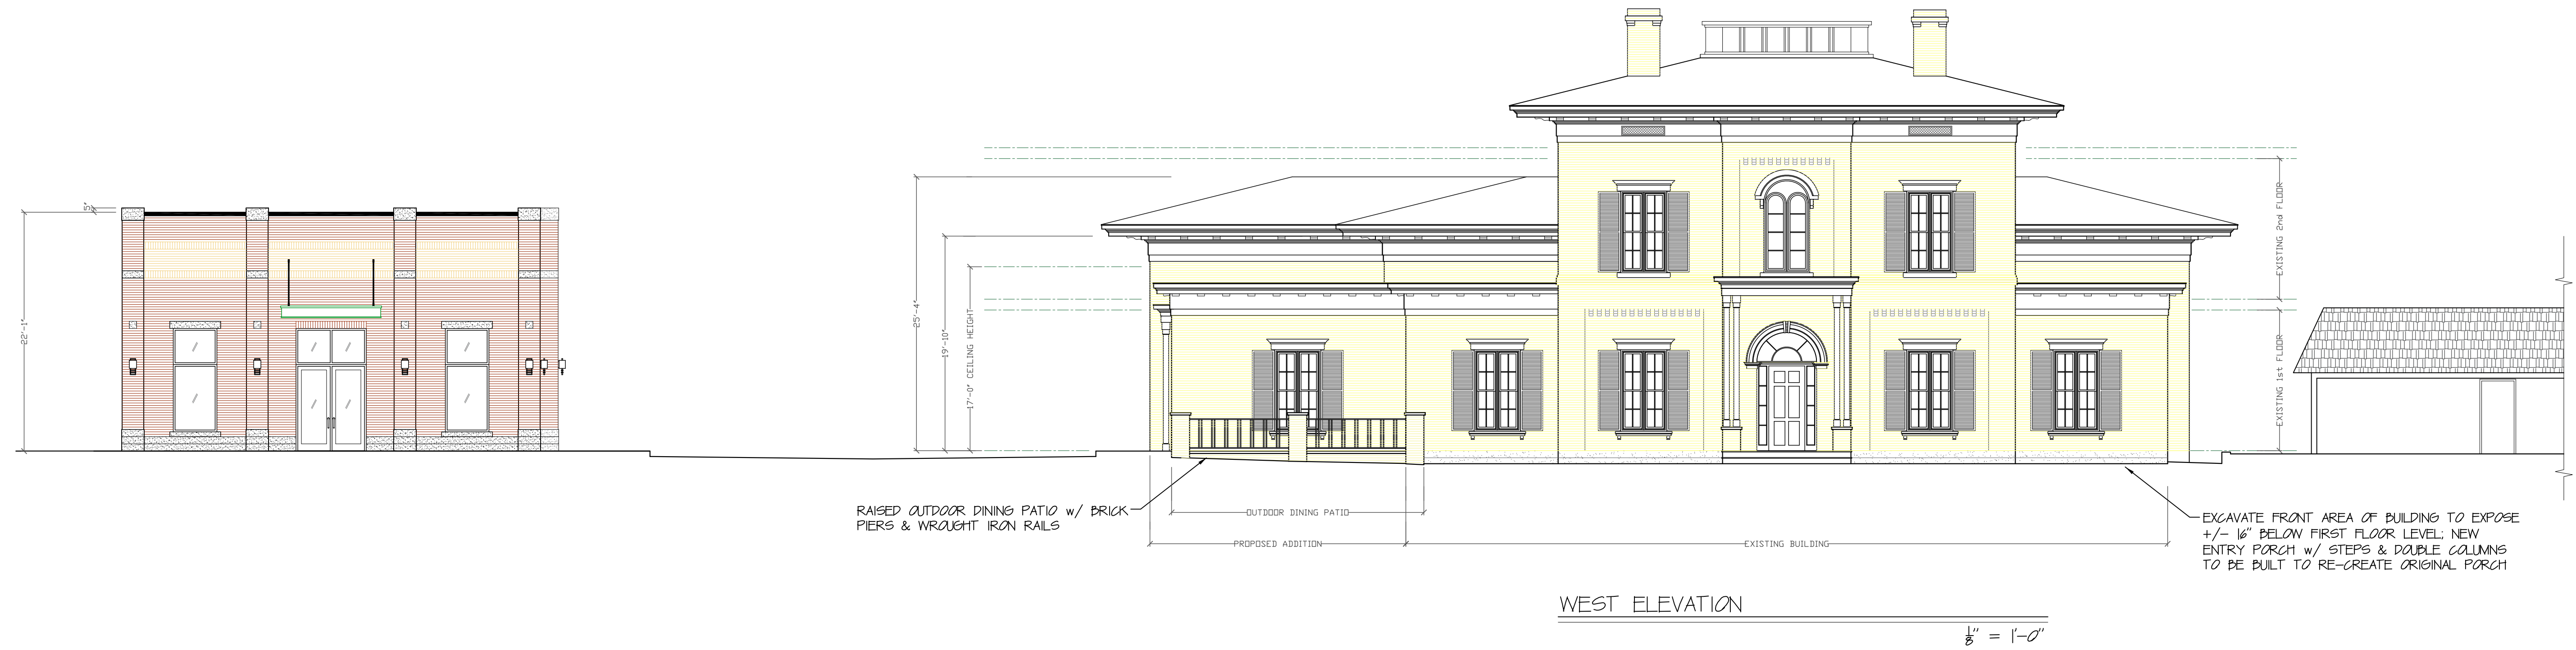 5"
22'-1"
25'-4"
19'-10"
17'-0" CEILING HEIGHT
EXISTING 2nd FLOOR
EXISTING 1st FLOOR
RAISED OUTDOOR DINING PATIO w/ BRICK
PIERS & WROUGHT IRON RAILS
OUTDOOR DINING PATIO
PROPOSED ADDITION
EXISTING BUILDING
EXCAVATE FRONT AREA OF BUILDING TO EXPOSE
+/- 16" BELOW FIRST FLOOR LEVEL; NEW
ENTRY PORCH w/ STEPS & DOUBLE COLUMNS
TO BE BUILT TO RE-CREATE ORIGINAL PORCH
WEST ELEVATION
1/8" = 1'-0"